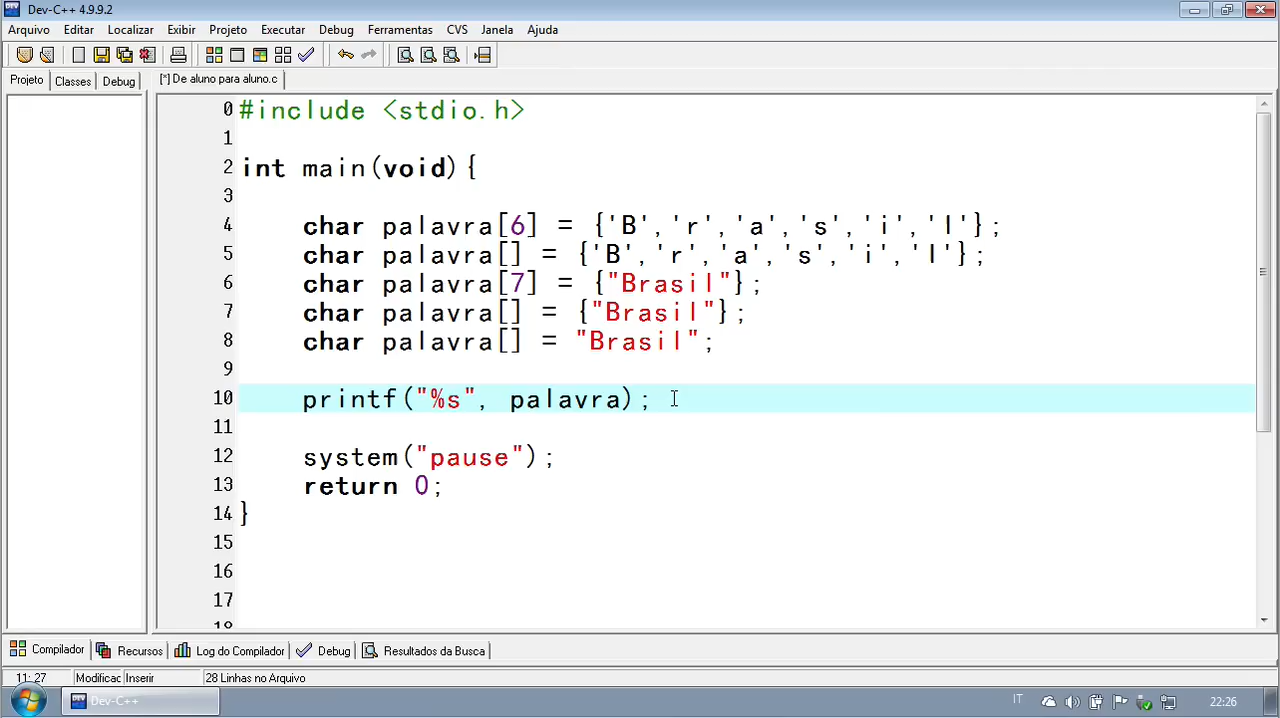 Dev-C++ 4.9.9.2
Arquivo Editar Localizar Exibir Projeto Executar Debug Ferramentas CVS Janela Ajuda
Projeto Classes Debug [*] De aluno para aluno.c
0 #include <stdio.h>
1
2 int main(void){
3
4 char palavra[6] = {'B','r','a','s','i','l'};
5 char palavra[] = {'B','r','a','s','i','l'};
6 char palavra[7] = {"Brasil"};
7 char palavra[] = {"Brasil"};
8 char palavra[] = "Brasil";
9
10 printf("%s", palavra);
11
12 system("pause");
13 return 0;
14 }
15
16
17
18
Compilador Recursos Log do Compilador Debug Resultados da Busca
11: 27 Modificac Inserir 28 Linhas no Arquivo
Dev-C++ IT 22:26